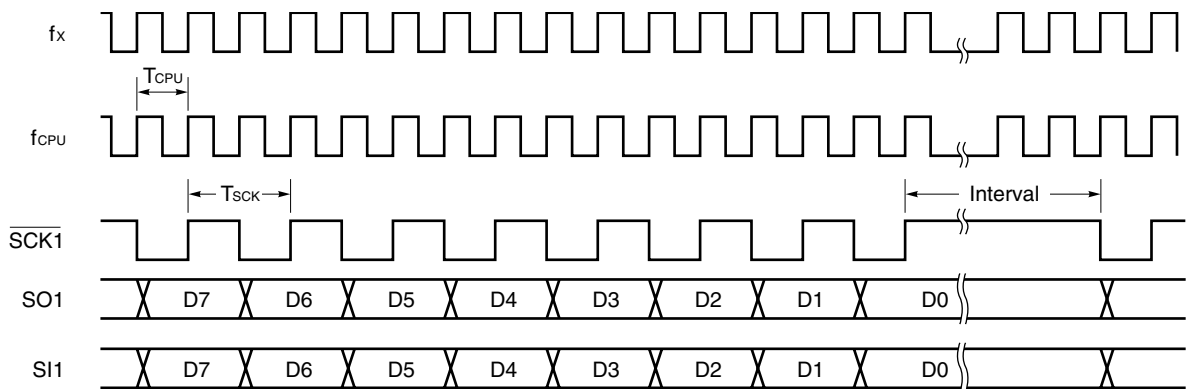 fX
TCPU
fCPU
TSCK
Interval
SCK1
SO1 D7 D6 D5 D4 D3 D2 D1 D0
SI1 D7 D6 D5 D4 D3 D2 D1 D0